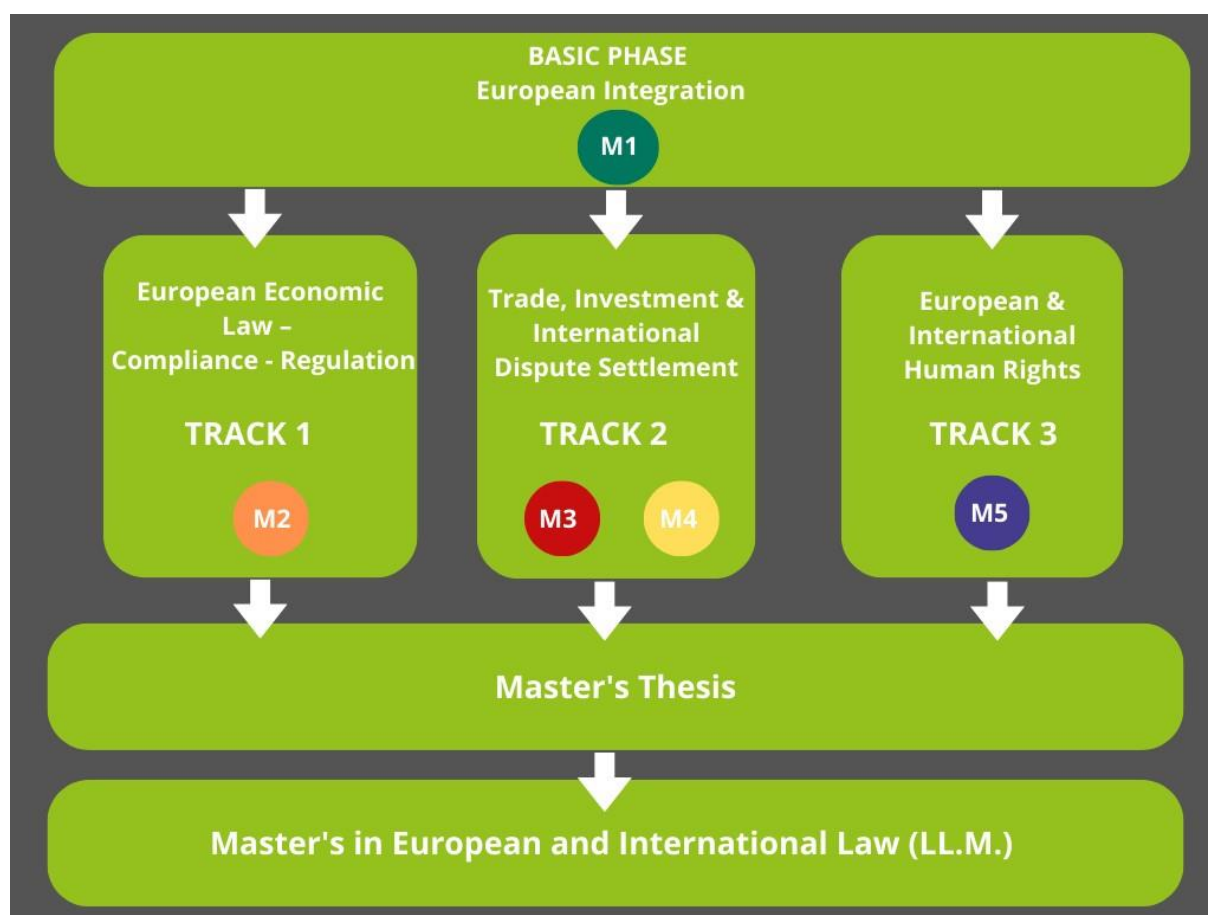 BASIC PHASE
European Integration
M1
European Economic
Law –
Compliance - Regulation
TRACK 1
M2
Trade, Investment &
International
Dispute Settlement
TRACK 2
M3
M4
European &
International
Human Rights
TRACK 3
M5
Master's Thesis
Master's in European and International Law (LL.M.)